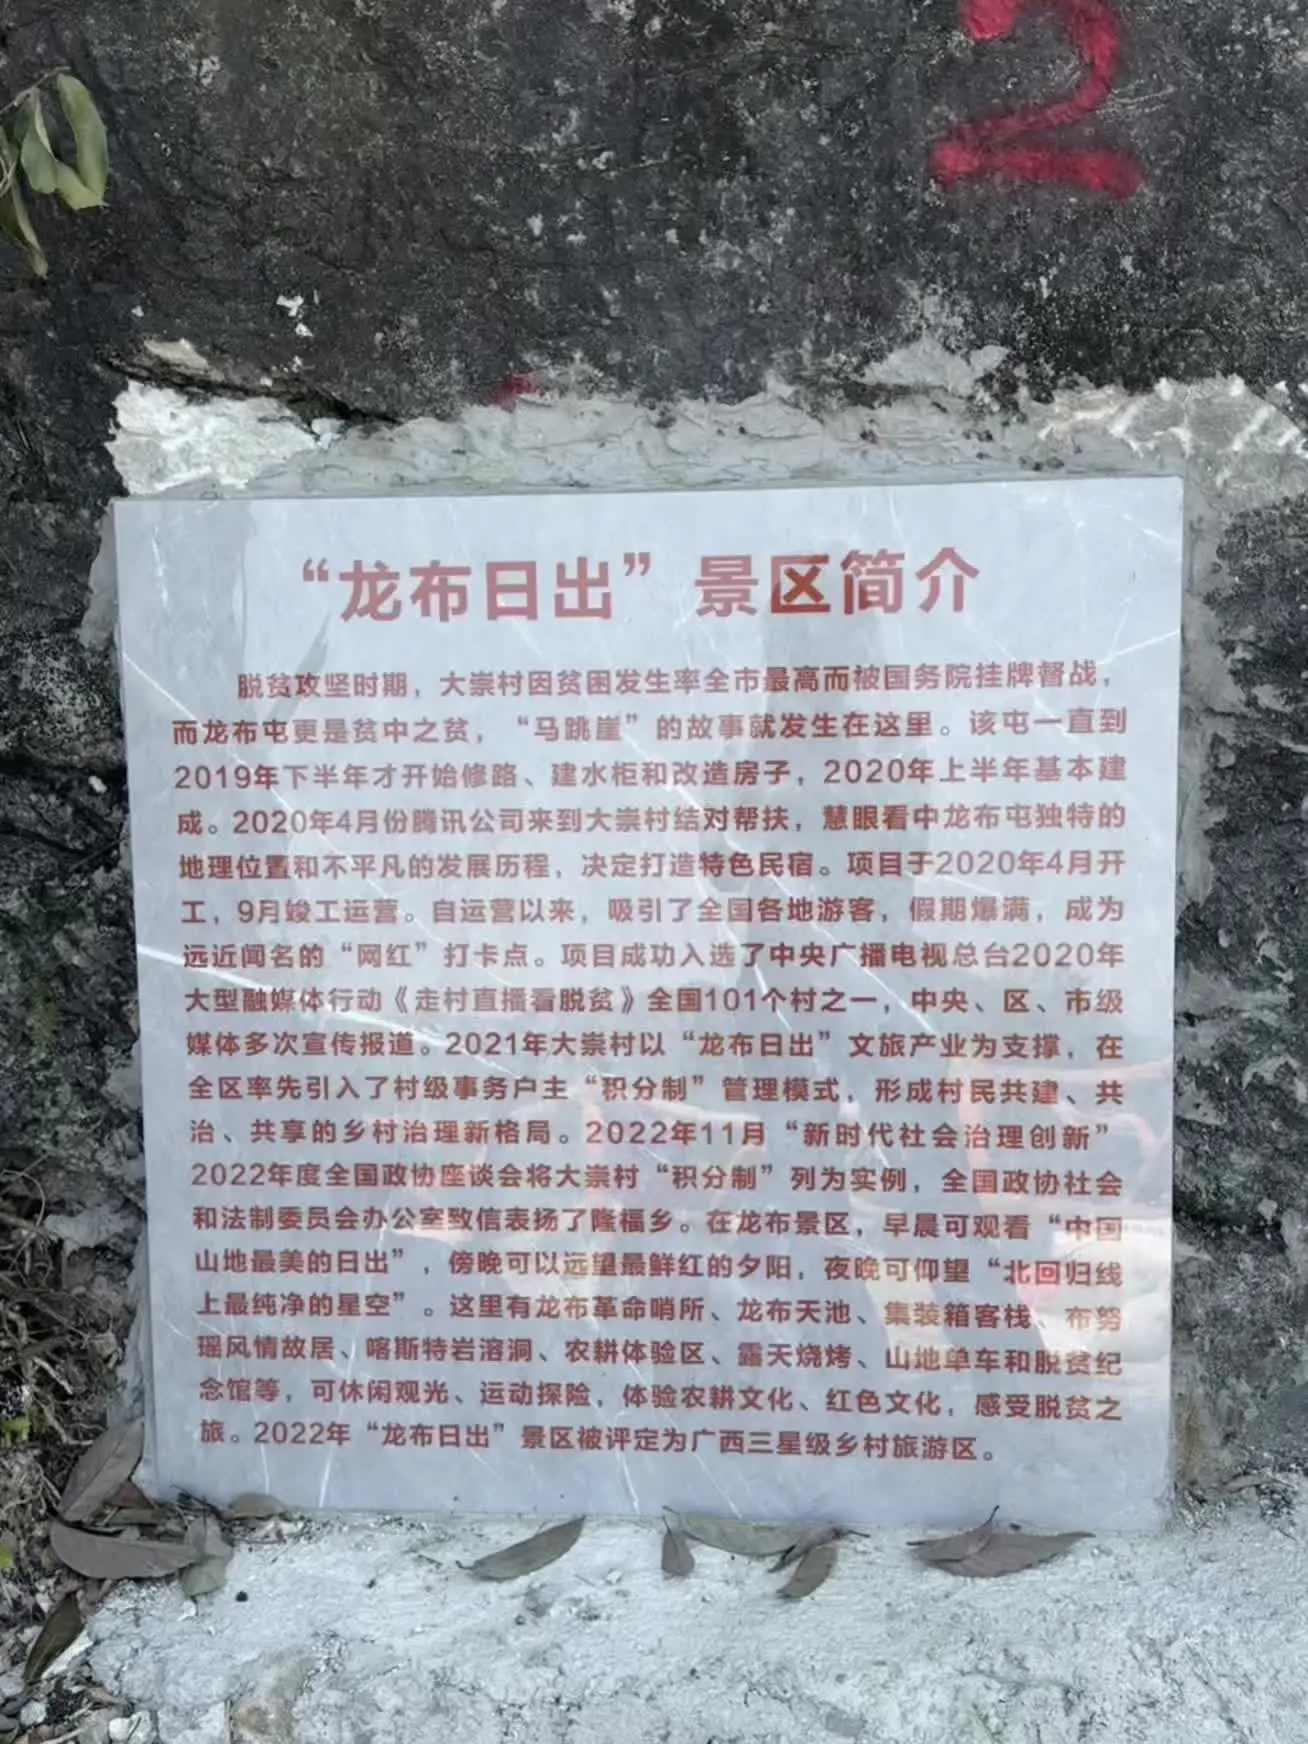 2
“龙布日出”景区简介
脱贫攻坚时期，大崇村因贫困发生率全市最高而被国务院挂牌督战，
而龙布屯更是贫中之贫，“马跳崖”的故事就发生在这里。该屯一直到
2019年下半年才开始修路、建水柜和改造房子，2020年上半年基本建
成。2020年4月份腾讯公司来到大崇村结对帮扶，慧眼看中龙布屯独特的
地理位置和不平凡的发展历程，决定打造特色民宿。项目于2020年4月开
工，9月竣工运营。自运营以来，吸引了全国各地游客，假期爆满，成为
远近闻名的“网红”打卡点。项目成功入选了中央广播电视总台2020年
大型融媒体行动《走村直播看脱贫》全国101个村之一，中央、区、市级
媒体多次宣传报道。2021年大崇村以“龙布日出”文旅产业为支撑，在
全区率先引入了村级事务户主“积分制”管理模式，形成村民共建、共
治、共享的乡村治理新格局。2022年11月“新时代社会治理创新”
2022年度全国政协座谈会将大崇村“积分制”列为实例，全国政协社会
和法制委员会办公室致信表扬了隆福乡。在龙布景区，早晨可观看“中国
山地最美的日出”，傍晚可以远望最鲜红的夕阳，夜晚可仰望“北回归线
上最纯净的星空”。这里有龙布革命哨所、龙布天池、集装箱客栈、布努
瑶风情故居、喀斯特岩溶洞、农耕体验区、露天烧烤、山地单车和脱贫纪
念馆等，可休闲观光、运动探险，体验农耕文化、红色文化，感受脱贫之
旅。2022年“龙布日出”景区被评定为广西三星级乡村旅游区。